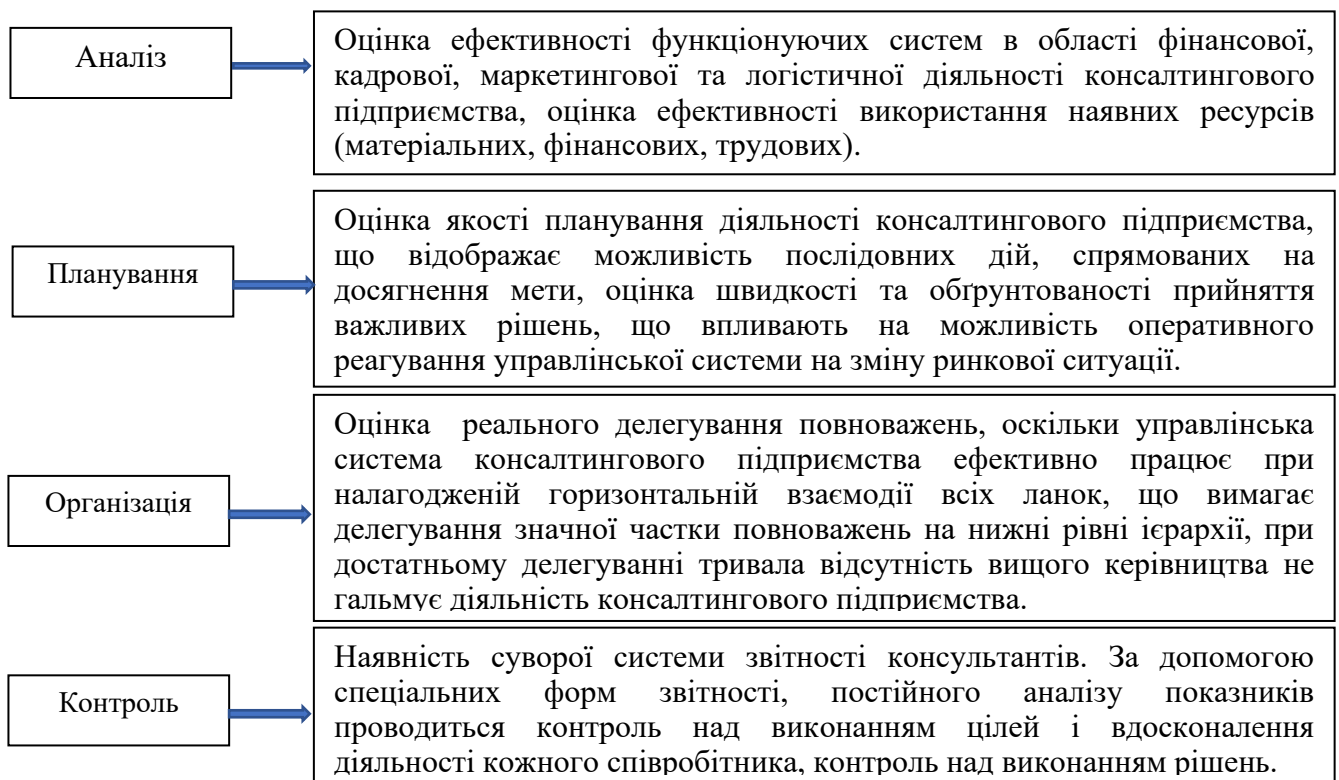 Аналіз
Оцінка ефективності функціонуючих систем в області фінансової,
кадрової, маркетингової та логістичної діяльності консалтингового
підприємства, оцінка ефективності використання наявних ресурсів
(матеріальних, фінансових, трудових).
Планування
Оцінка якості планування діяльності консалтингового підприємства,
що відображає можливість послідовних дій, спрямованих на
досягнення мети, оцінка швидкості та обґрунтованості прийняття
важливих рішень, що впливають на можливість оперативного
реагування управлінської системи на зміну ринкової ситуації.
Організація
Оцінка реального делегування повноважень, оскільки управлінська
система консалтингового підприємства ефективно працює при
налагодженій горизонтальній взаємодії всіх ланок, що вимагає
делегування значної частки повноважень на нижні рівні ієрархії, при
достатньому делегуванні тривала відсутність вищого керівництва не
гальмує діяльність консалтингового підприємства.
Контроль
Наявність суворої системи звітності консультантів. За допомогою
спеціальних форм звітності, постійного аналізу показників
проводиться контроль над виконанням цілей і вдосконалення
діяльності кожного співробітника, контроль над виконанням рішень.